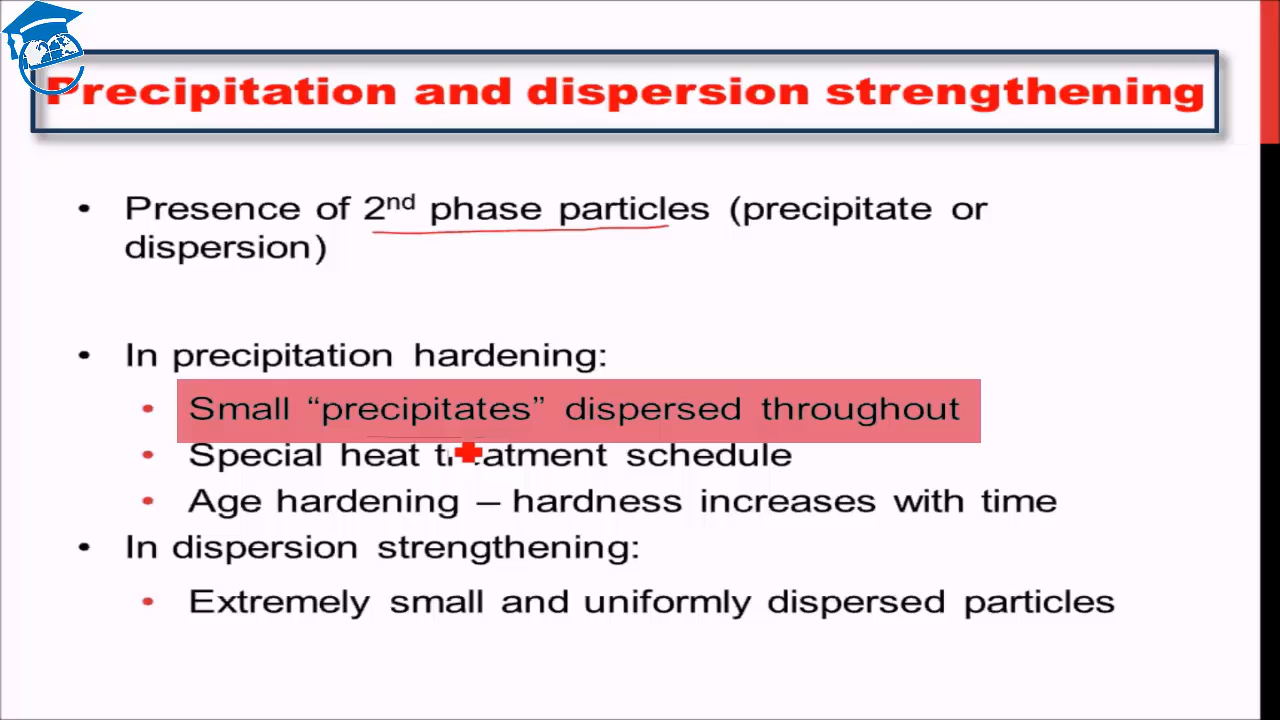 Precipitation and dispersion strengthening
• Presence of 2nd phase particles (precipitate or
dispersion)
• In precipitation hardening:
• Small “precipitates” dispersed throughout
• Special heat treatment schedule
• Age hardening – hardness increases with time
• In dispersion strengthening:
• Extremely small and uniformly dispersed particles